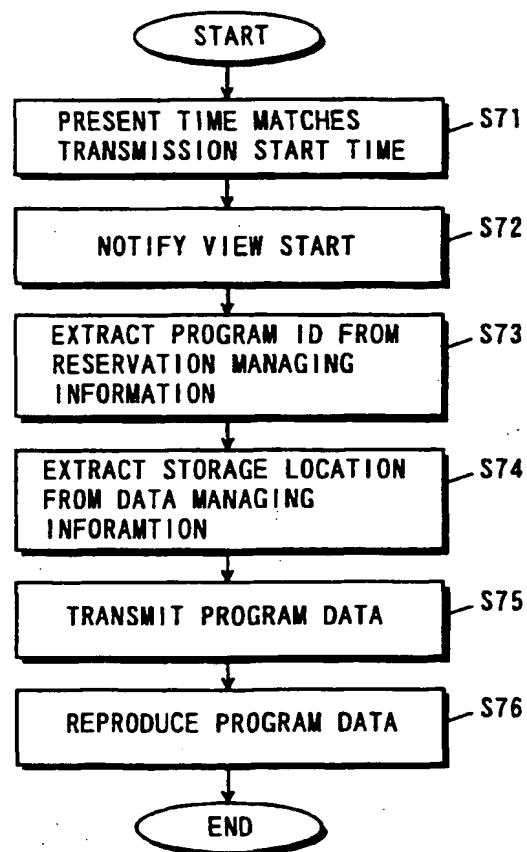 START
PRESENT TIME MATCHES
TRANSMISSION START TIME
S71
NOTIFY VIEW START
S72
EXTRACT PROGRAM ID FROM
RESERVATION MANAGING
INFORMATION
S73
EXTRACT STORAGE LOCATION
FROM DATA MANAGING
INFORAMTION
S74
TRANSMIT PROGRAM DATA
S75
REPRODUCE PROGRAM DATA
S76
END